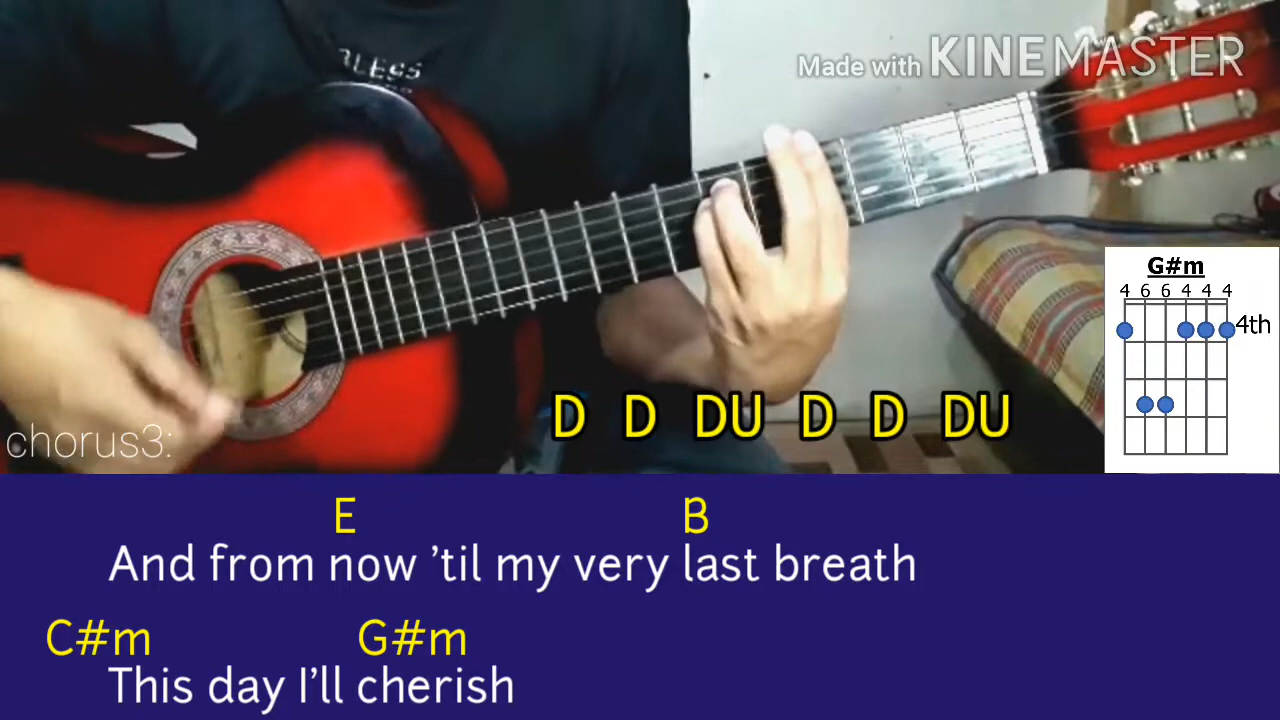 BLESS
Made with KINEMASTER
G#m
4 6 6 4 4 4
4th
D D DU D D DU
chorus3:
E B
And from now ’til my very last breath
C#m G#m
This day I’ll cherish